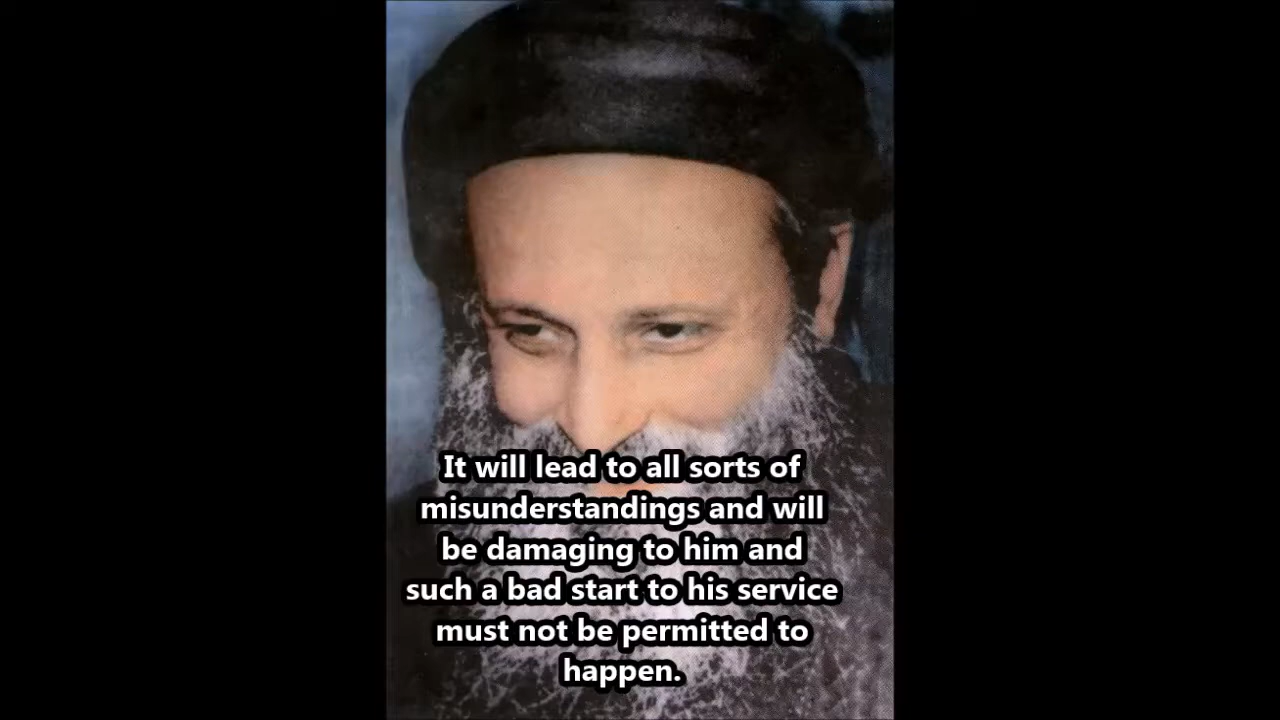 It will lead to all sorts of
misunderstandings and will
be damaging to him and
such a bad start to his service
must not be permitted to
happen.